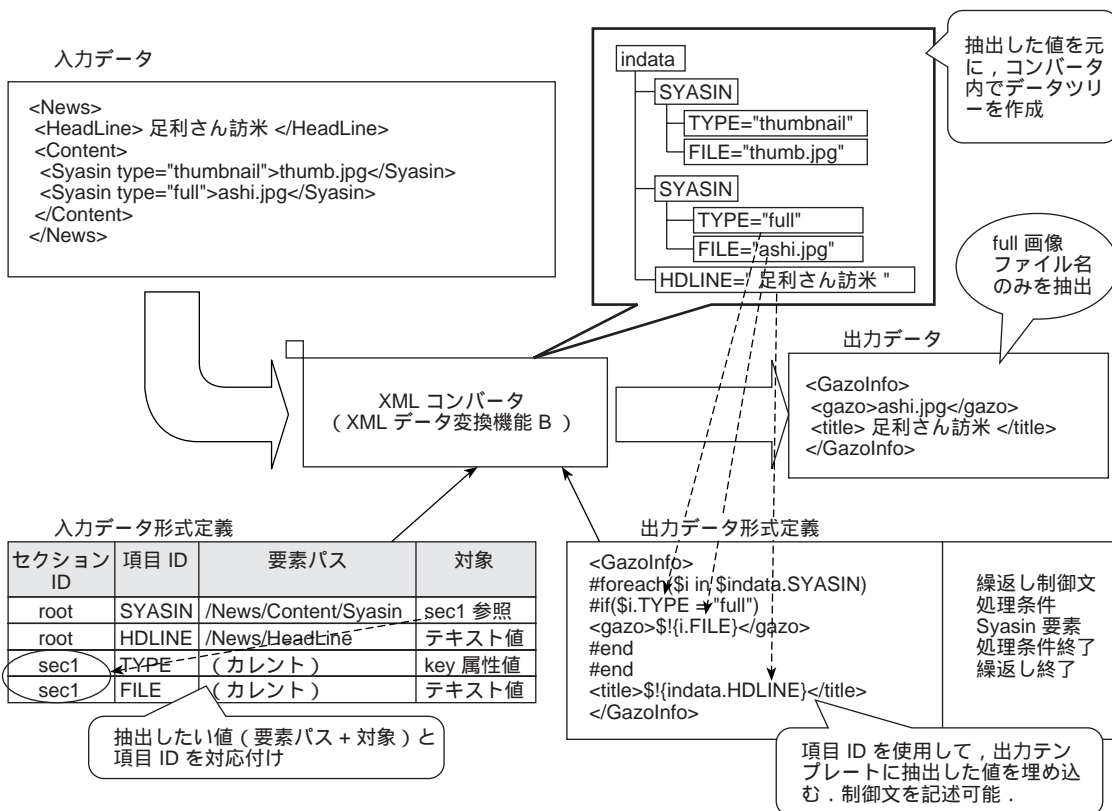 入力データ
<News>
<HeadLine> 足利さん訪米 </HeadLine>
<Content>
<Syasin type="thumbnail">thumb.jpg</Syasin>
<Syasin type="full">ashi.jpg</Syasin>
</Content>
</News>
indata
SYASIN
TYPE="thumbnail"
FILE="thumb.jpg"
SYASIN
TYPE="full"
FILE="ashi.jpg"
HDLINE=" 足利さん訪米 "
抽出した値を元
に，コンバータ
内でデータツリ
ーを作成
full 画像
ファイル名
のみを抽出
XML コンバータ
（ XML データ変換機能 B ）
出力データ
<GazoInfo>
<gazo>ashi.jpg</gazo>
<title> 足利さん訪米 </title>
</GazoInfo>
入力データ形式定義
セクション 項目 ID 要素パス 対象
ID
root SYASIN /News/Content/Syasin sec1 参照
root HDLINE /News/HeadLine テキスト値
sec1 TYPE （カレント） key 属性値
sec1 FILE （カレント） テキスト値
抽出したい値（要素パス + 対象）と
項目 ID を対応付け
出力データ形式定義
<GazoInfo>
#foreach($i in $indata.SYASIN) 繰返し制御文
#if($i.TYPE = "full") 処理条件
<gazo>$!{i.FILE}</gazo> Syasin 要素
#end 処理条件終了
#end 繰返し終了
<title>$!{indata.HDLINE}</title>
</GazoInfo>
項目 ID を使用して，出力テン
プレートに抽出した値を埋め込
む．制御文を記述可能．